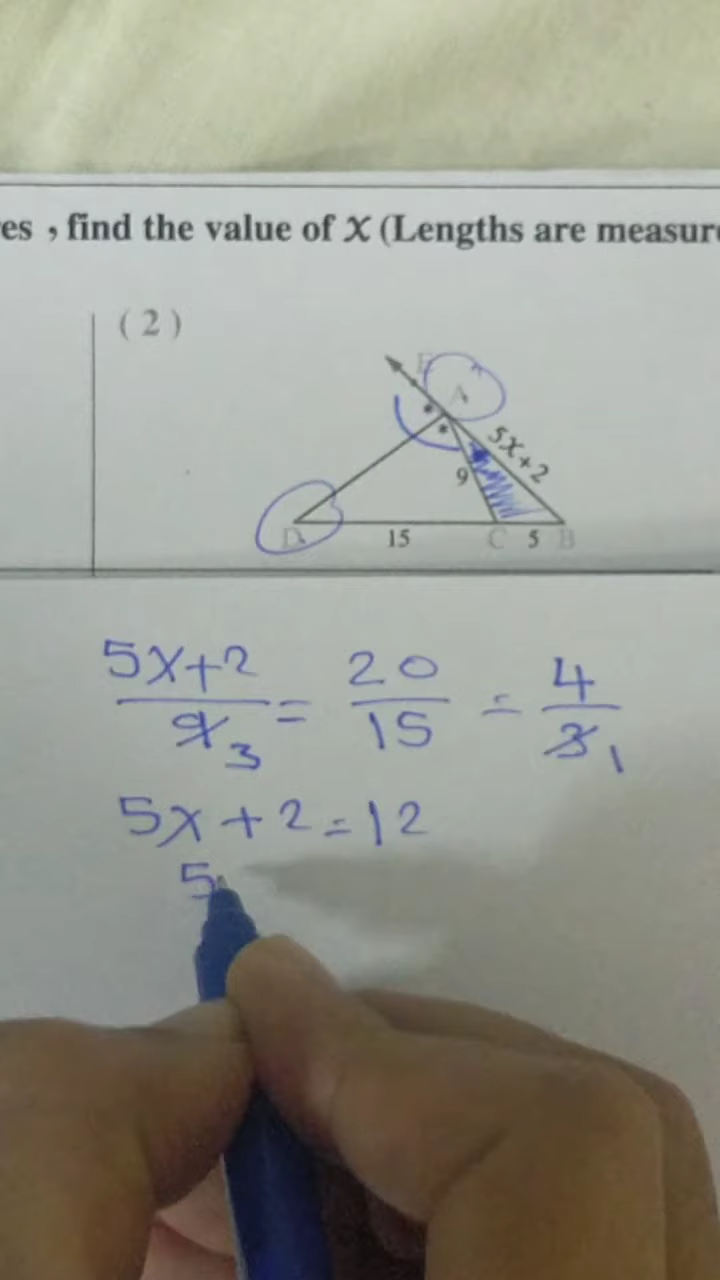 es , find the value of X (Lengths are measur
( 2 )
E
A
5X+2
9
D
15
C
5
B
5X+2 / 9 3 = 20 / 15 = 4 / 3 1
5X+2=12
5